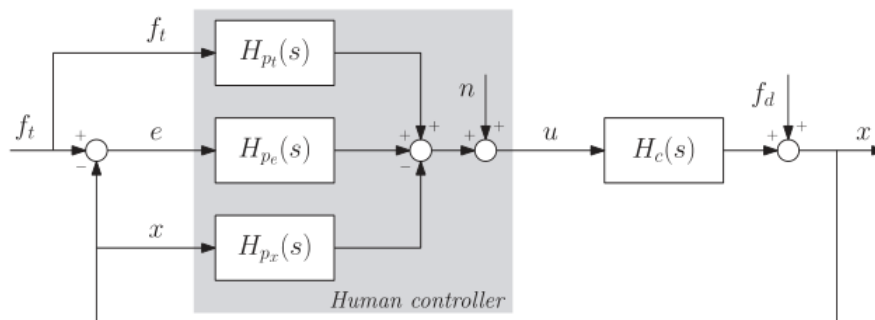 f_t
H_{p_t}(s)
n
f_d
f_t
+
−
e
H_{p_e}(s)
+
+
−
+
+
u
H_c(s)
+
+
x
x
H_{p_x}(s)
Human controller